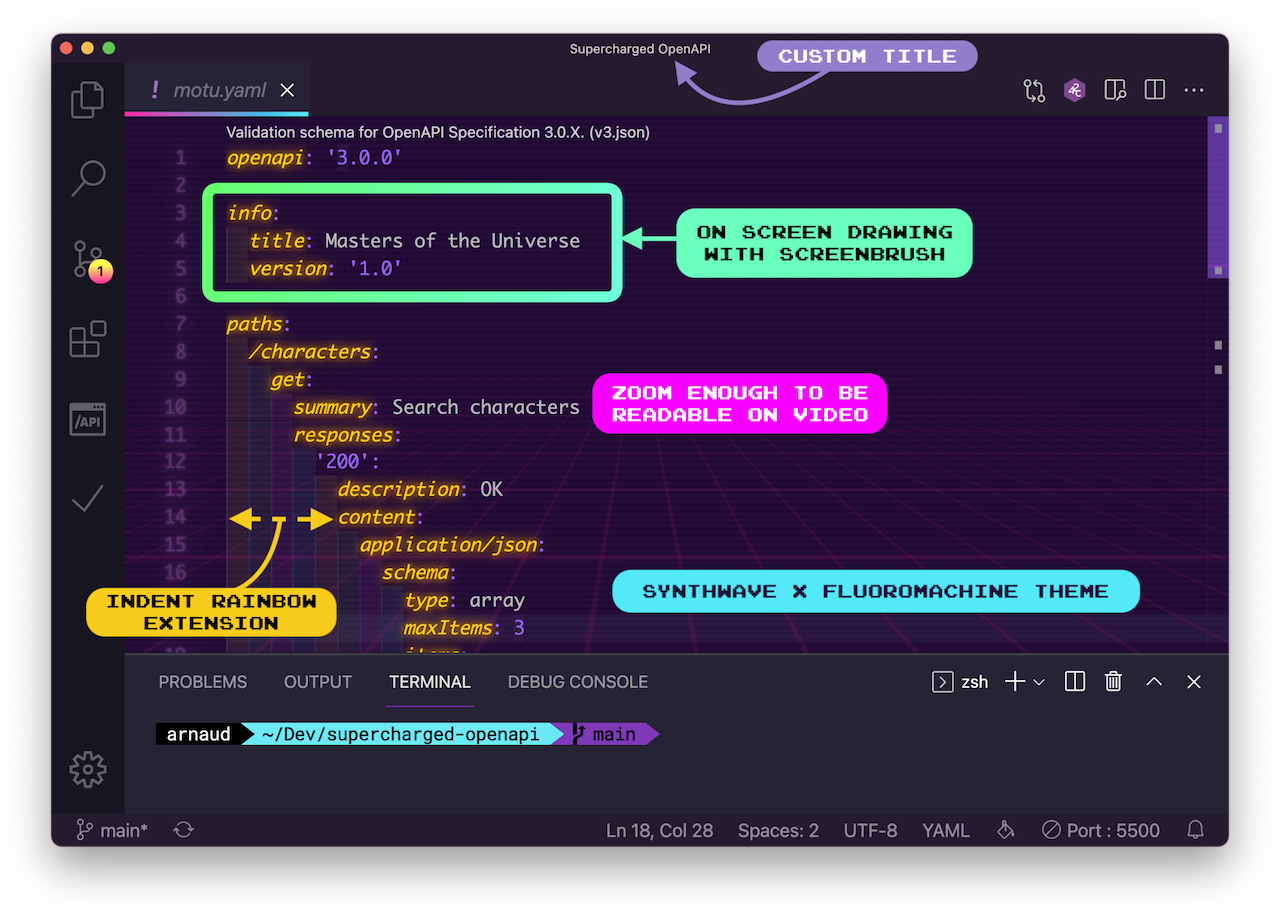 Supercharged OpenAPI
CUSTOM TITLE
! motu.yaml
Validation schema for OpenAPI Specification 3.0.X. (v3.json)
1 openapi: '3.0.0'
2
3 info:
4 title: Masters of the Universe
5 version: '1.0'
6
ON SCREEN DRAWING
WITH SCREENBRUSH
1
7 paths:
8 /characters:
9 get:
10 summary: Search characters
11 responses:
12 '200':
13 description: OK
14 content:
15 application/json:
16 schema:
type: array
maxItems: 3
items:
ZOOM ENOUGH TO BE
READABLE ON VIDEO
/API
INDENT RAINBOW
EXTENSION
SYNTHWAVE X FLUOROMACHINE THEME
PROBLEMS OUTPUT TERMINAL DEBUG CONSOLE zsh
arnaud ~/Dev/supercharged-openapi main
main* Ln 18, Col 28 Spaces: 2 UTF-8 YAML Port : 5500